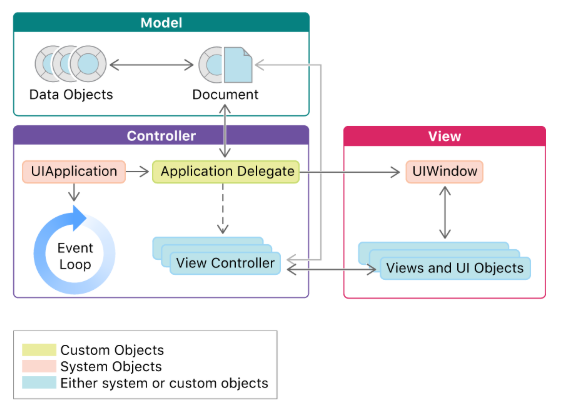 Model
Data Objects
Document
Controller
View
UIApplication
Application Delegate
UIWindow
Event
Loop
View Controller
Views and UI Objects
Custom Objects
System Objects
Either system or custom objects